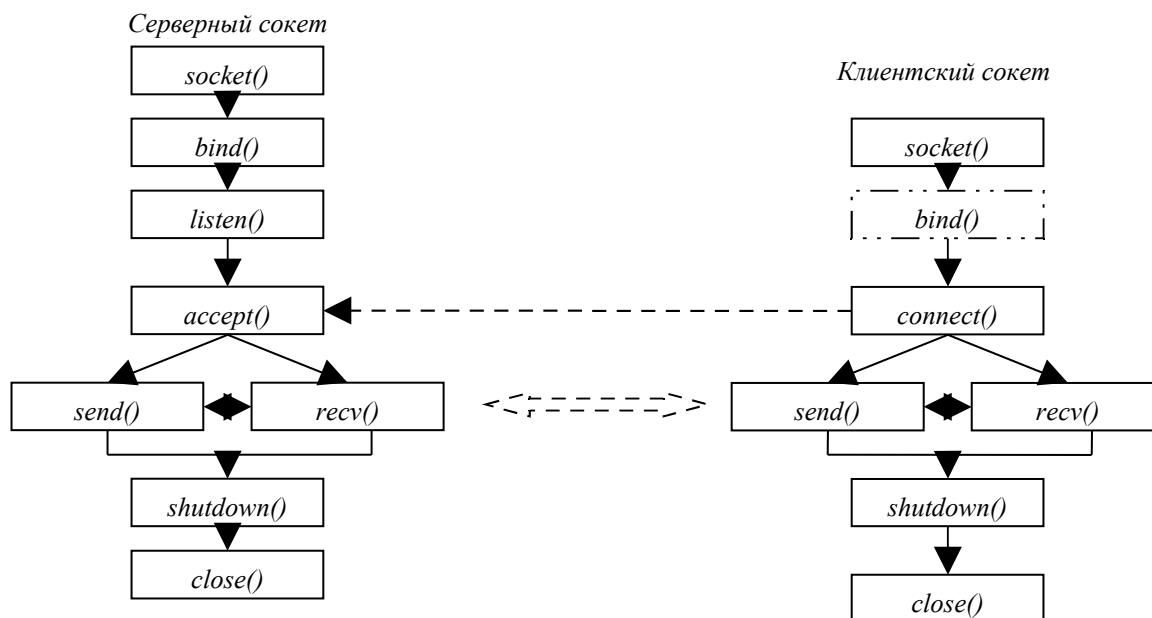 Серверный сокет
socket()
bind()
listen()
accept()
send()
recv()
shutdown()
close()
Клиентский сокет
socket()
bind()
connect()
send()
recv()
shutdown()
close()